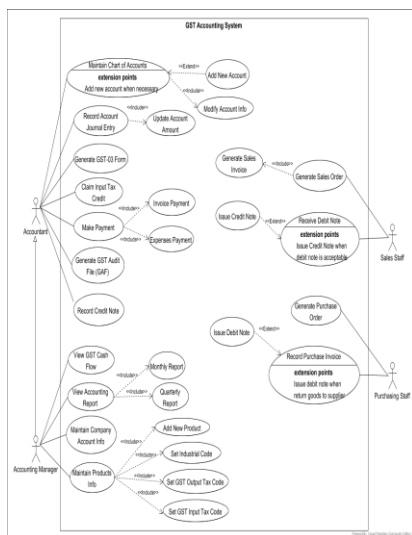 GST Accounting System
Maintain Chart of Accounts
extension points
Add new account when necessary
<<Extend>>
Add New Account
<<Include>>
Modify Account Info
Record Account
Journal Entry
<<Include>>
Update Account
Amount
Generate GST-03 Form
Generate Sales
Invoice
<<Include>>
Generate Sales Order
Claim Input Tax
Credit
Invoice Payment
<<Include>>
Make Payment
<<Include>>
Expenses Payment
Issue Credit Note
<<Extend>>
Receive Debit Note
extension points
Issue Credit Note when
debit note is acceptable
Accountant
Sales Staff
Generate GST Audit
File (GAF)
Record Credit Note
Generate Purchase
Order
Issue Debit Note
<<Extend>>
Record Purchase Invoice
extension points
Issue debit note when
return goods to supplier
Purchasing Staff
View GST Cash
Flow
<<Include>>
Monthly Report
View Accounting
Report
<<Include>>
Quarterly
Report
Maintain Company
Account Info
Accounting Manager
Add New Product
<<Include>>
Maintain Products
Info
<<Include>>
Set Industrial Code
<<Include>>
Set GST Output Tax Code
<<Include>>
Set GST Input Tax Code